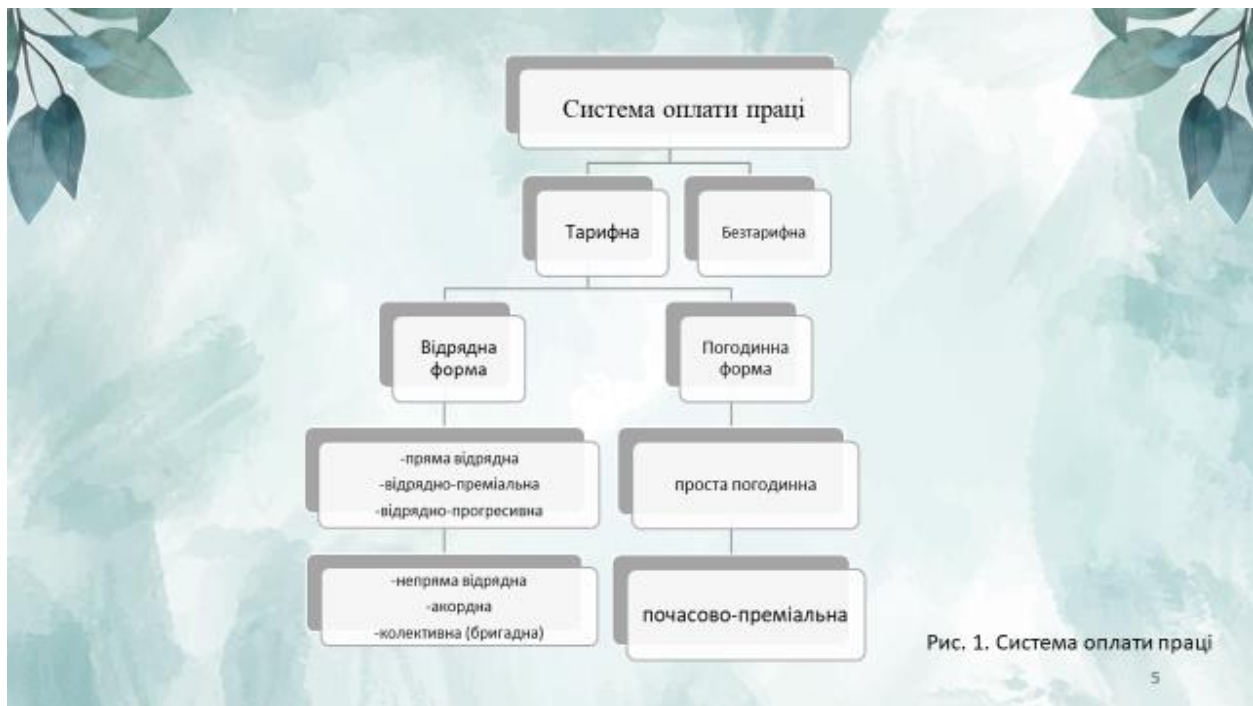 Система оплати праці
Тарифна
Безтарифна
Відрядна
форма
Погодинна
форма
-пряма відрядна
-відрядно-преміальна
-відрядно-прогресивна
проста погодинна
-непряма відрядна
-акордна
-колективна (бригадна)
почасово-преміальна
Рис. 1. Система оплати праці
5